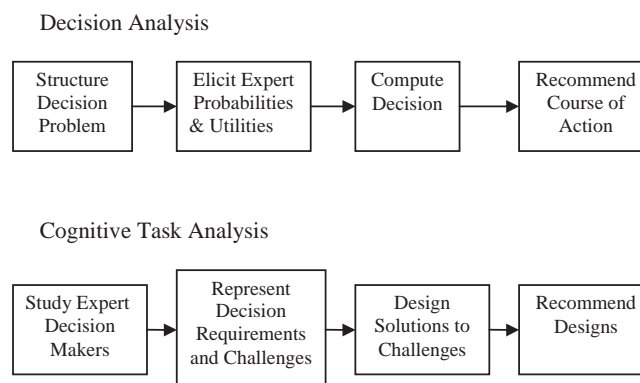 Decision Analysis
Structure
Decision
Problem
Elicit Expert
Probabilities
& Utilities
Compute
Decision
Recommend
Course of
Action
Cognitive Task Analysis
Study Expert
Decision
Makers
Represent
Decision
Requirements
and Challenges
Design
Solutions to
Challenges
Recommend
Designs